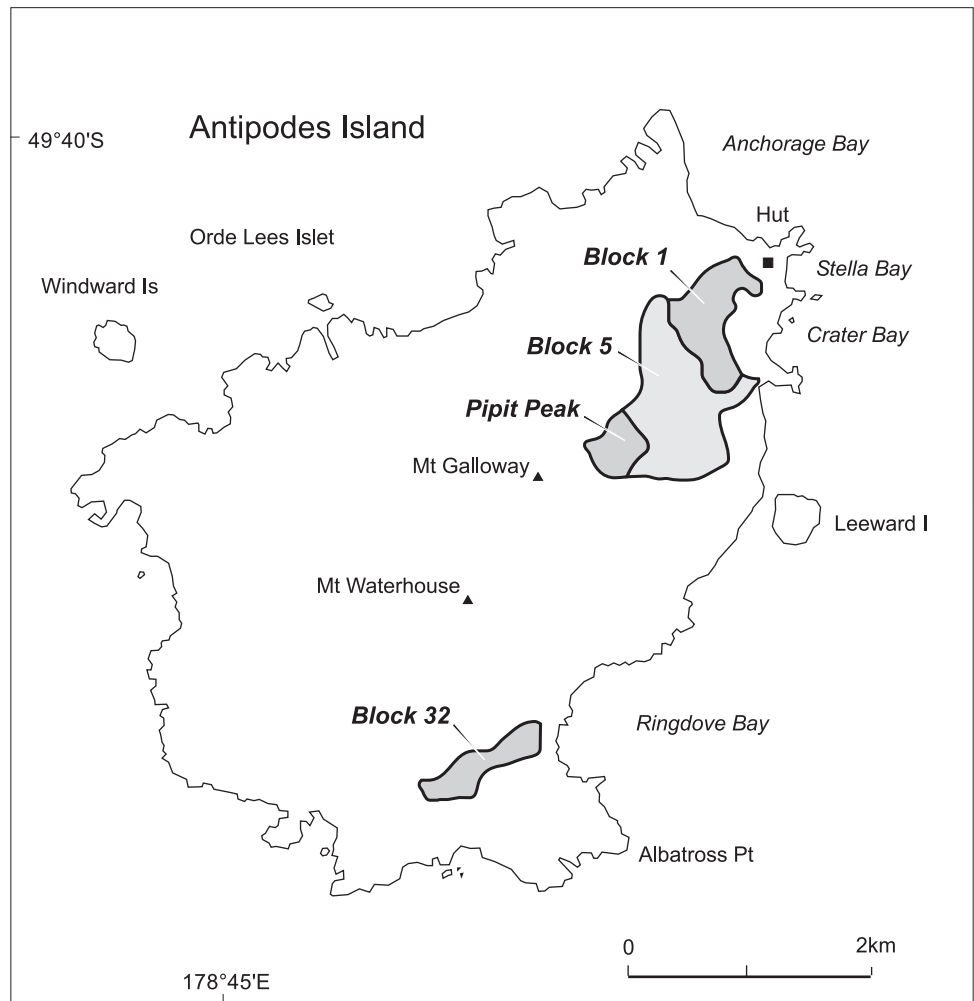 Antipodes Island
49°40'S
Anchorage Bay
Hut
Orde Lees Islet
Block 1
Stella Bay
Windward Is
Crater Bay
Block 5
Pipit Peak
Mt Galloway
Leeward I
Mt Waterhouse
Block 32
Ringdove Bay
Albatross Pt
0
2km
178°45'E